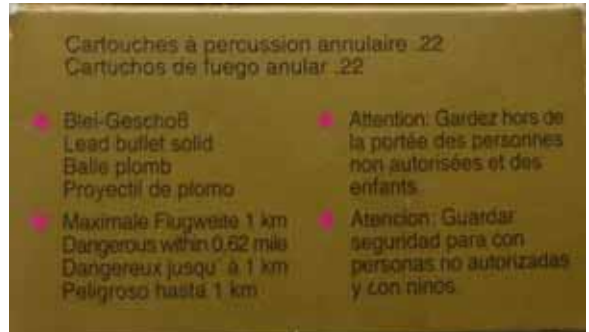 Cartouches à percussion annulaire .22
Cartuchos de fuego anular .22
Blei-Geschoß
Lead bullet solid
Balle plomb
Proyectil de plomo
Maximale Flugweite 1 km
Dangerous within 0,62 mile
Dangereux jusqu' à 1 km
Peligroso hasta 1 km
Attention: Gardez hors de
la portée des personnes
non autorisées et des
enfants.
Atencion: Guardar
seguridad para con
personas no autorizadas
y con ninos.